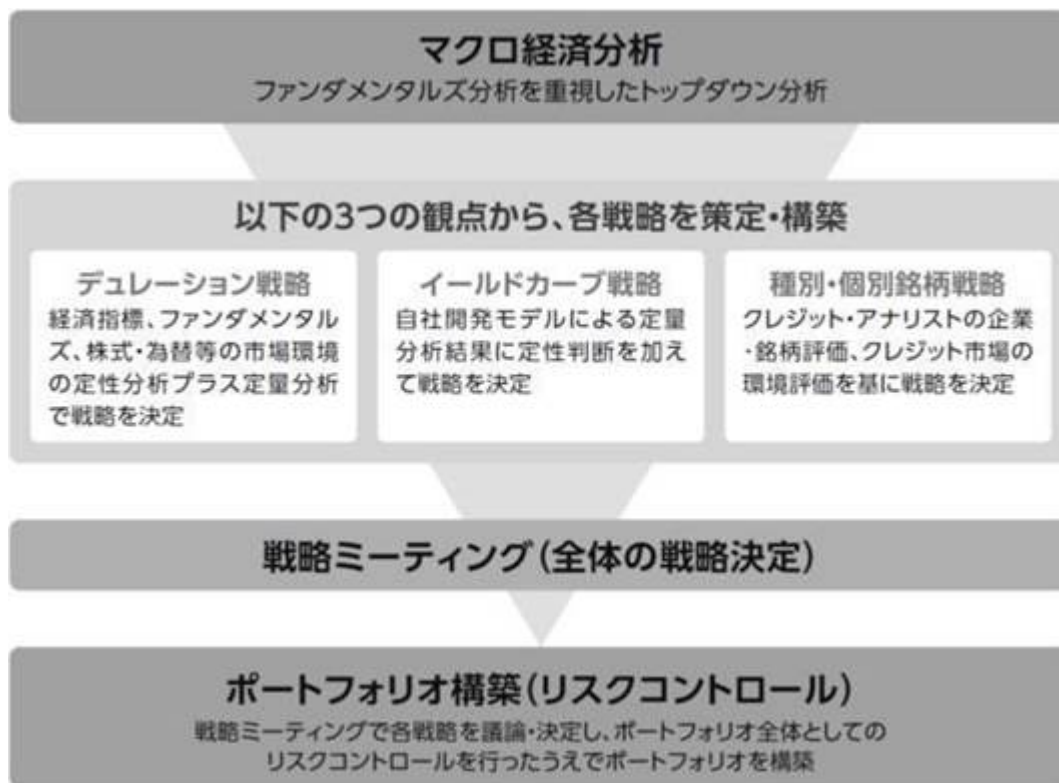 マクロ経済分析
ファンダメンタルズ分析を重視したトップダウン分析
以下の3つの観点から、各戦略を策定・構築
デュレーション戦略
経済指標、ファンダメンタル
ズ、株式・為替等の市場環境
の定性分析プラス定量分析
で戦略を決定
イールドカーブ戦略
自社開発モデルによる定量
分析結果に定性判断を加え
て戦略を決定
種別・個別銘柄戦略
クレジット・アナリストの企業
・銘柄評価、クレジット市場の
環境評価を基に戦略を決定
戦略ミーティング(全体の戦略決定)
ポートフォリオ構築(リスクコントロール)
戦略ミーティングで各戦略を議論・決定し、ポートフォリオ全体としての
リスクコントロールを行ったうえでポートフォリオを構築